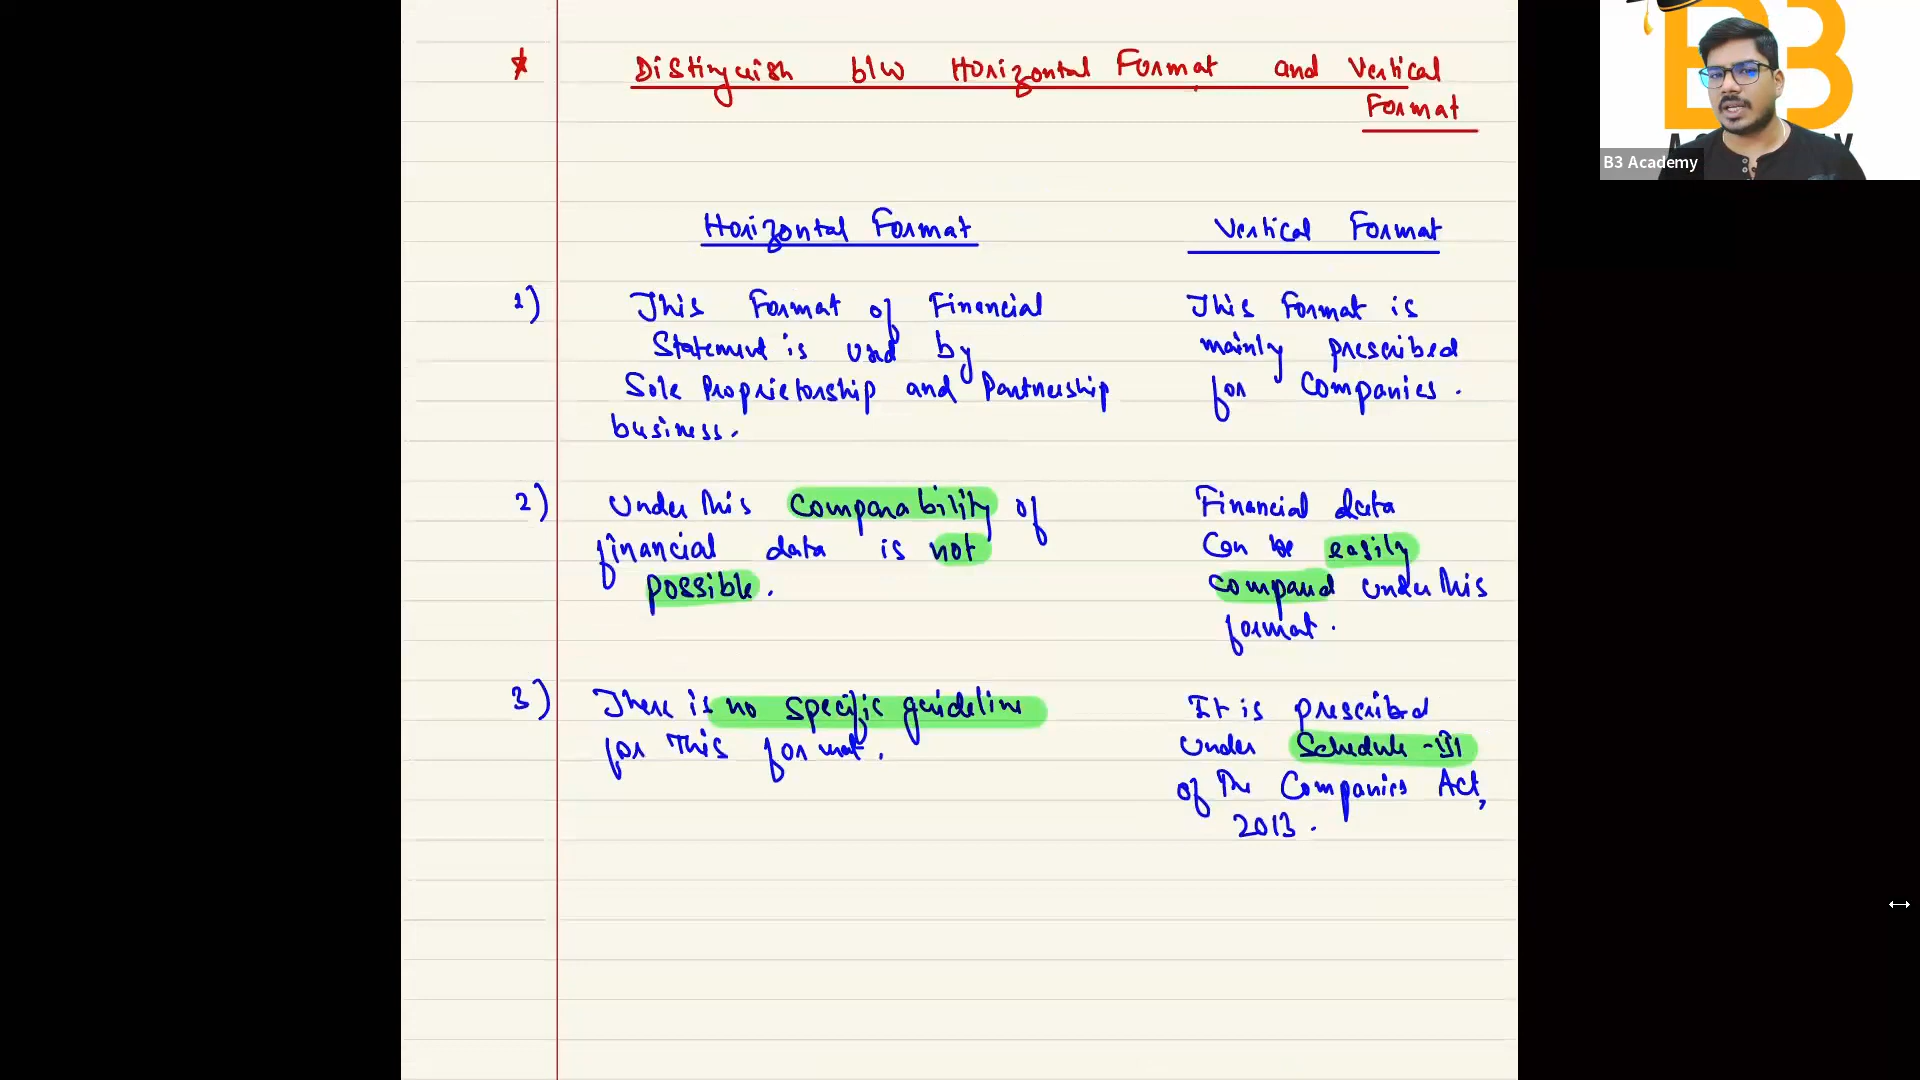 * Distinguish b/w Horizontal Format and Vertical
Format
Horizontal Format
Vertical Format
1) This Format of Financial
Statement is used by
Sole Proprietorship and Partnership
business.
This Format is
mainly prescribed
for Companies.
2) Under this Comparability of
financial data is not
possible.
Financial data
Can be easily
compared under this
format.
3) There is no specific guideline
for This format.
It is prescribed
under Schedule-III
of The Companies Act,
2013.
B3
B3 Academy